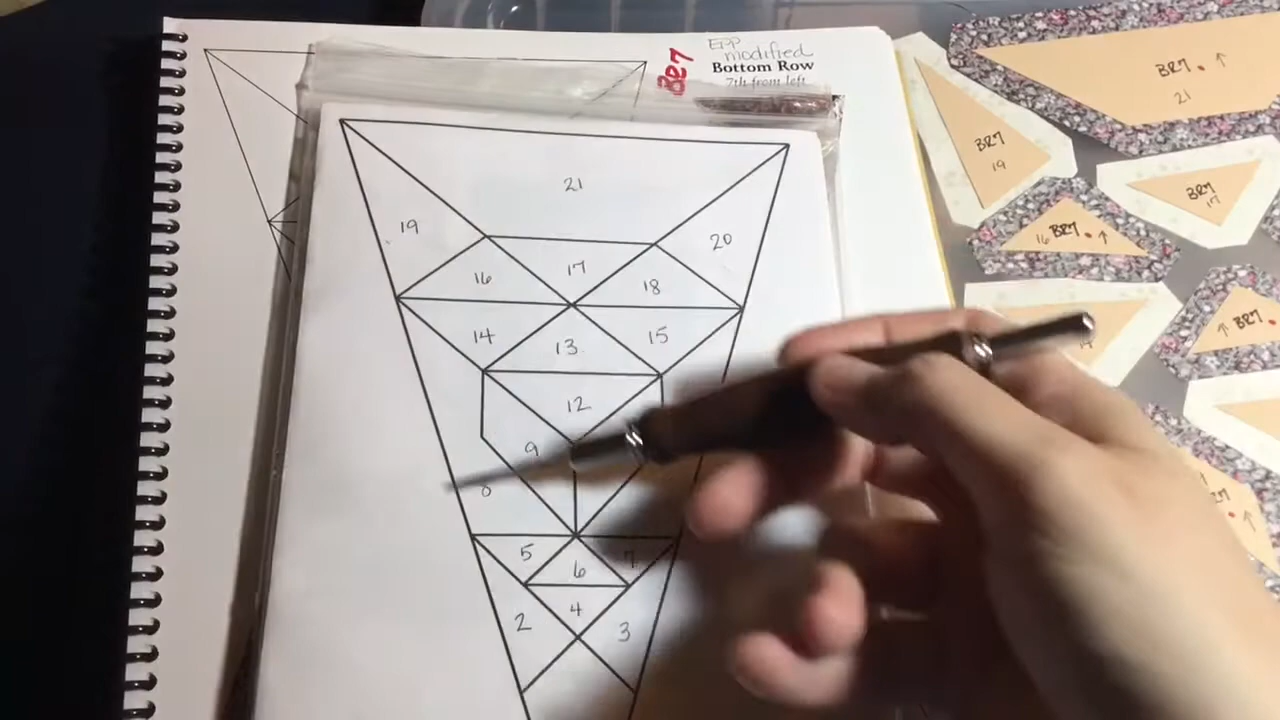 BR7
EPP
modified
Bottom Row
7th from left
21
19
20
16
17
18
14
13
15
12
9
5
6
7
2
4
3
BR7 ↑
21
BR7
19
BR7
17
16 BR7 ↑
↑ BR7
14